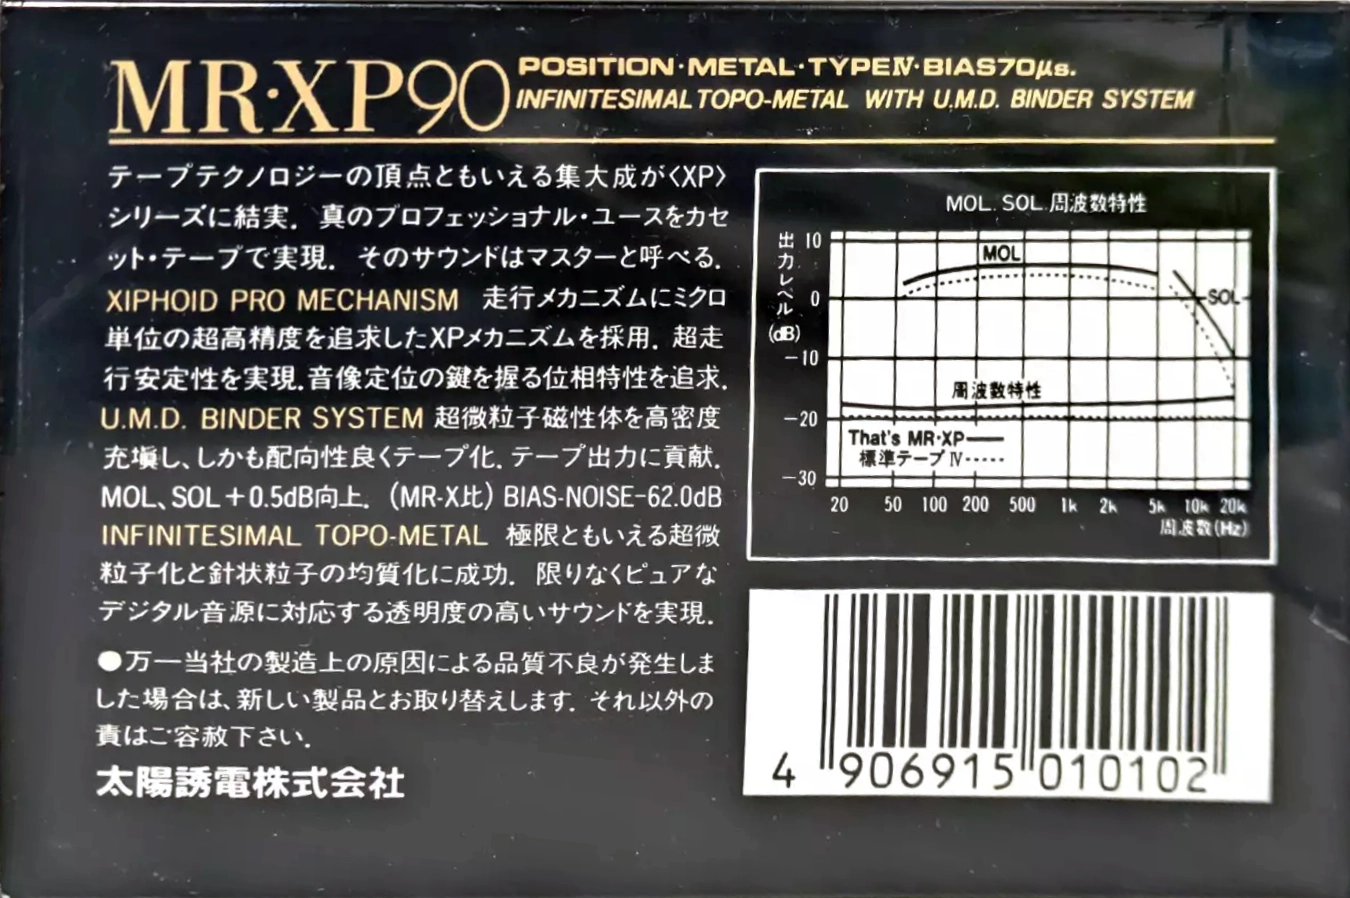 MR·XP90
POSITION·METAL·TYPEⅣ·BIAS70μs.
INFINITESIMAL TOPO-METAL WITH U.M.D. BINDER SYSTEM
テープテクノロジーの頂点ともいえる集大成が〈XP〉
シリーズに結実．真のプロフェッショナル・ユースをカセ
ット・テープで実現．そのサウンドはマスターと呼べる．
XIPHOID PRO MECHANISM 走行メカニズムにミクロ
単位の超高精度を追求したXPメカニズムを採用．超走
行安定性を実現．音像定位の鍵を握る位相特性を追求．
U.M.D. BINDER SYSTEM 超微粒子磁性体を高密度
充塡し、しかも配向性良くテープ化．テープ出力に貢献．
MOL、SOL＋0.5dB向上．(MR-X比) BIAS-NOISE-62.0dB
INFINITESIMAL TOPO-METAL 極限ともいえる超微
粒子化と針状粒子の均質化に成功．限りなくピュアな
デジタル音源に対応する透明度の高いサウンドを実現．
●万一当社の製造上の原因による品質不良が発生しま
した場合は、新しい製品とお取り替えします．それ以外の
責はご容赦下さい．
太陽誘電株式会社
MOL．SOL．周波数特性
出力レベル
(dB)
10
0
－10
－20
－30
MOL
SOL
周波数特性
That's MR·XP
標準テープⅣ
20 50 100 200 500 1k 2k 5k 10k 20k
周波数(Hz)
4 906915 010102